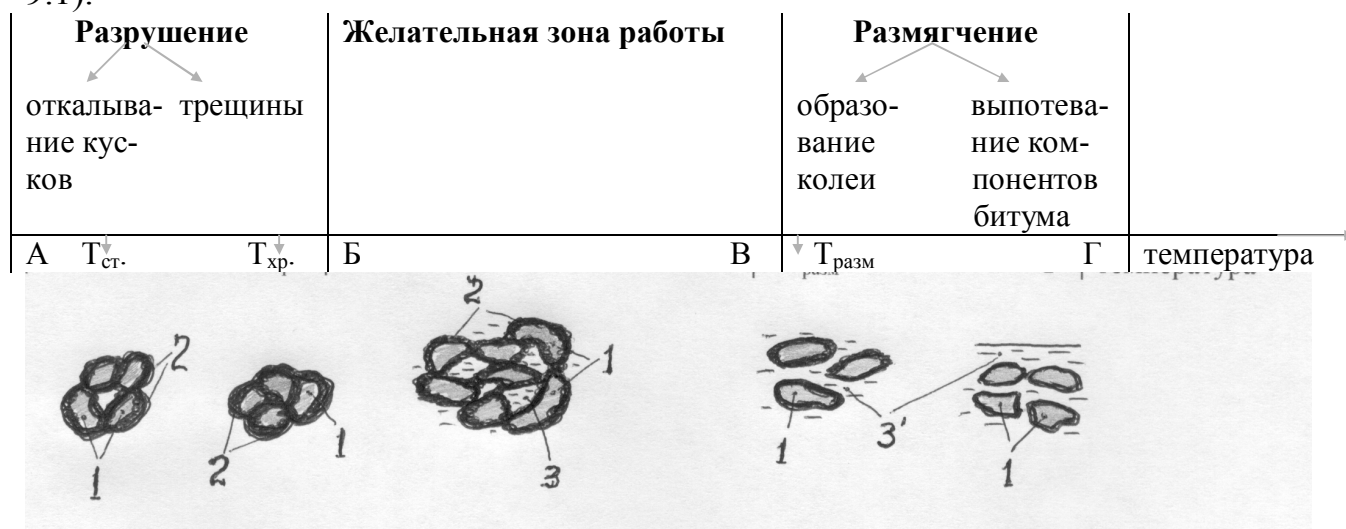 9.1).
Разрушение
Желательная зона работы
Размягчение
откалыва- трещины
ние кус-
ков
образо-
вание
колеи
выпотева-
ние ком-
понентов
битума
А Тст. Тхр. Б В Тразм Г температура
2
2
1
1
2
1
3
1
3'
1